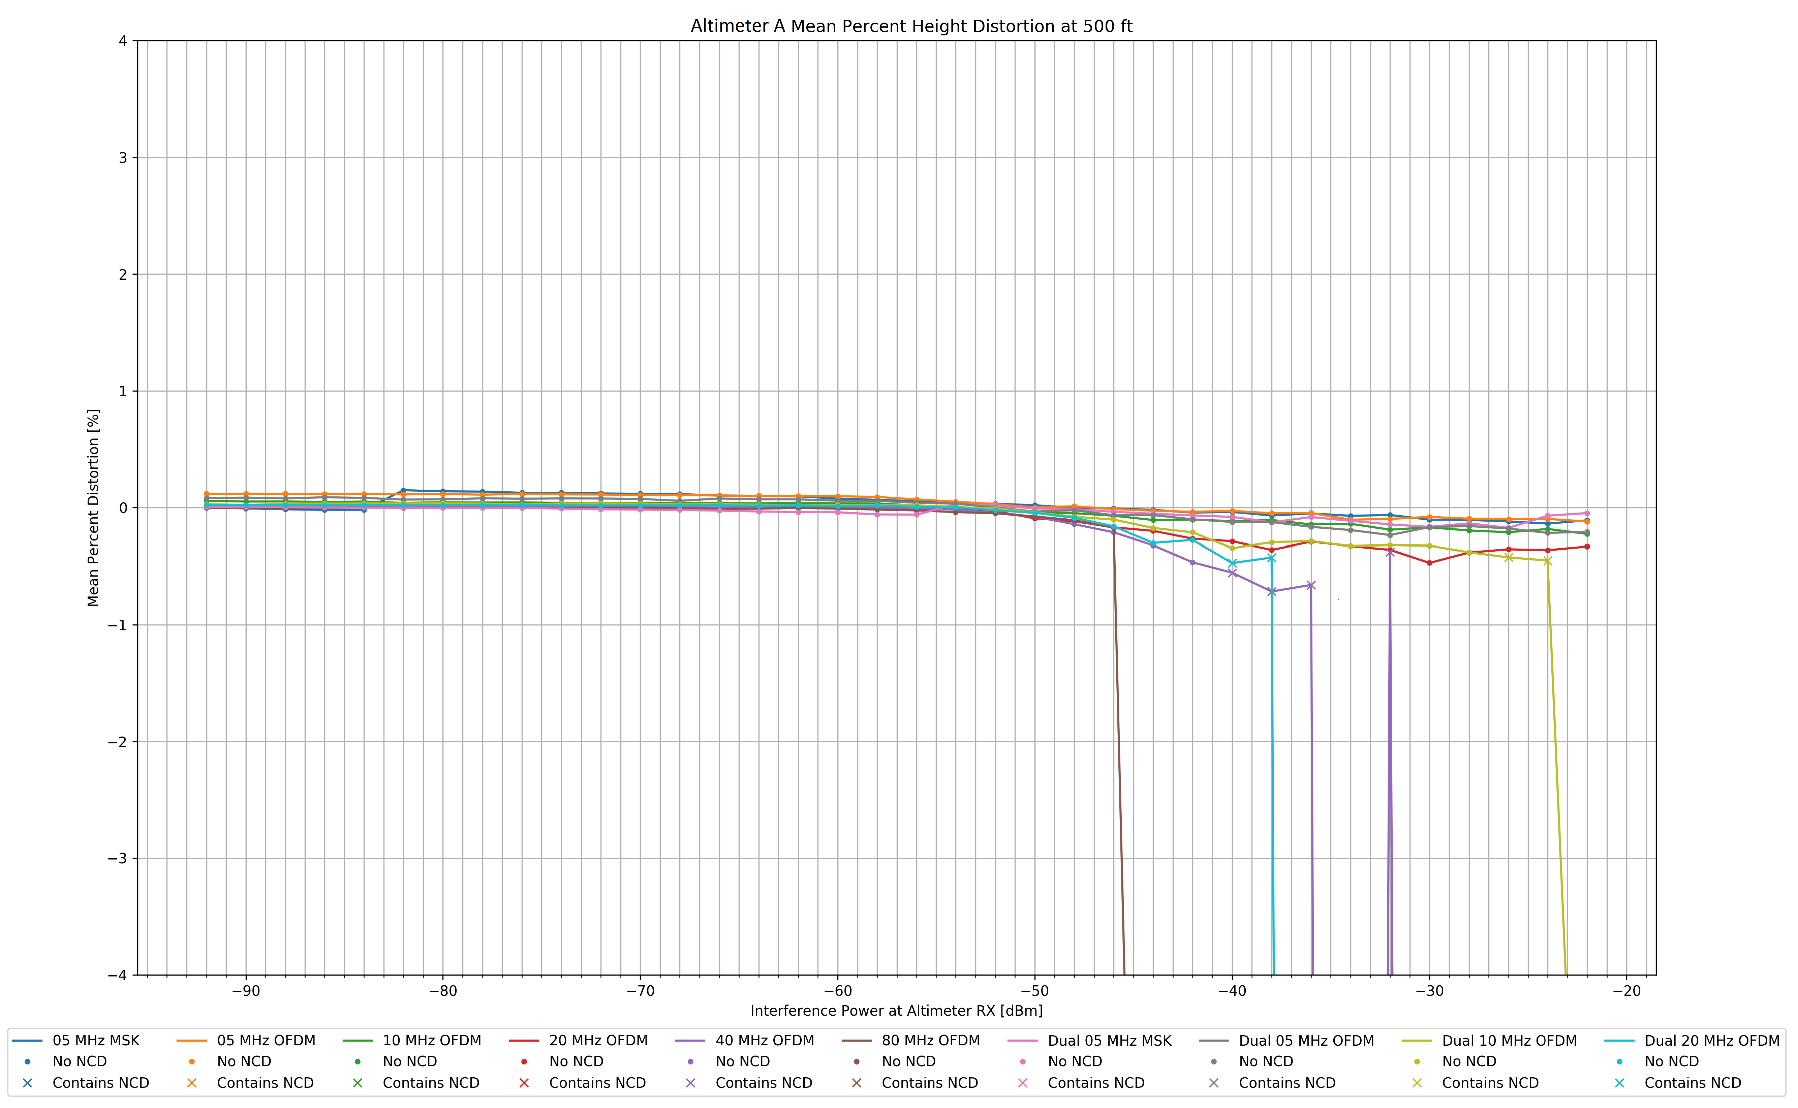 Altimeter A Mean Percent Height Distortion at 500 ft
4
3
2
1
0
−1
−2
−3
−4
Mean Percent Distortion [%]
−90 −80 −70 −60 −50 −40 −30 −20
Interference Power at Altimeter RX [dBm]
05 MHz MSK 05 MHz OFDM 10 MHz OFDM 20 MHz OFDM 40 MHz OFDM 80 MHz OFDM Dual 05 MHz MSK Dual 05 MHz OFDM Dual 10 MHz OFDM Dual 20 MHz OFDM
No NCD No NCD No NCD No NCD No NCD No NCD No NCD No NCD No NCD No NCD
Contains NCD Contains NCD Contains NCD Contains NCD Contains NCD Contains NCD Contains NCD Contains NCD Contains NCD Contains NCD